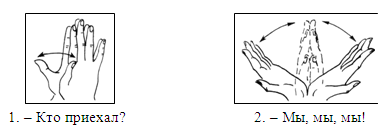 1. – Кто приехал?
2. – Мы, мы, мы!